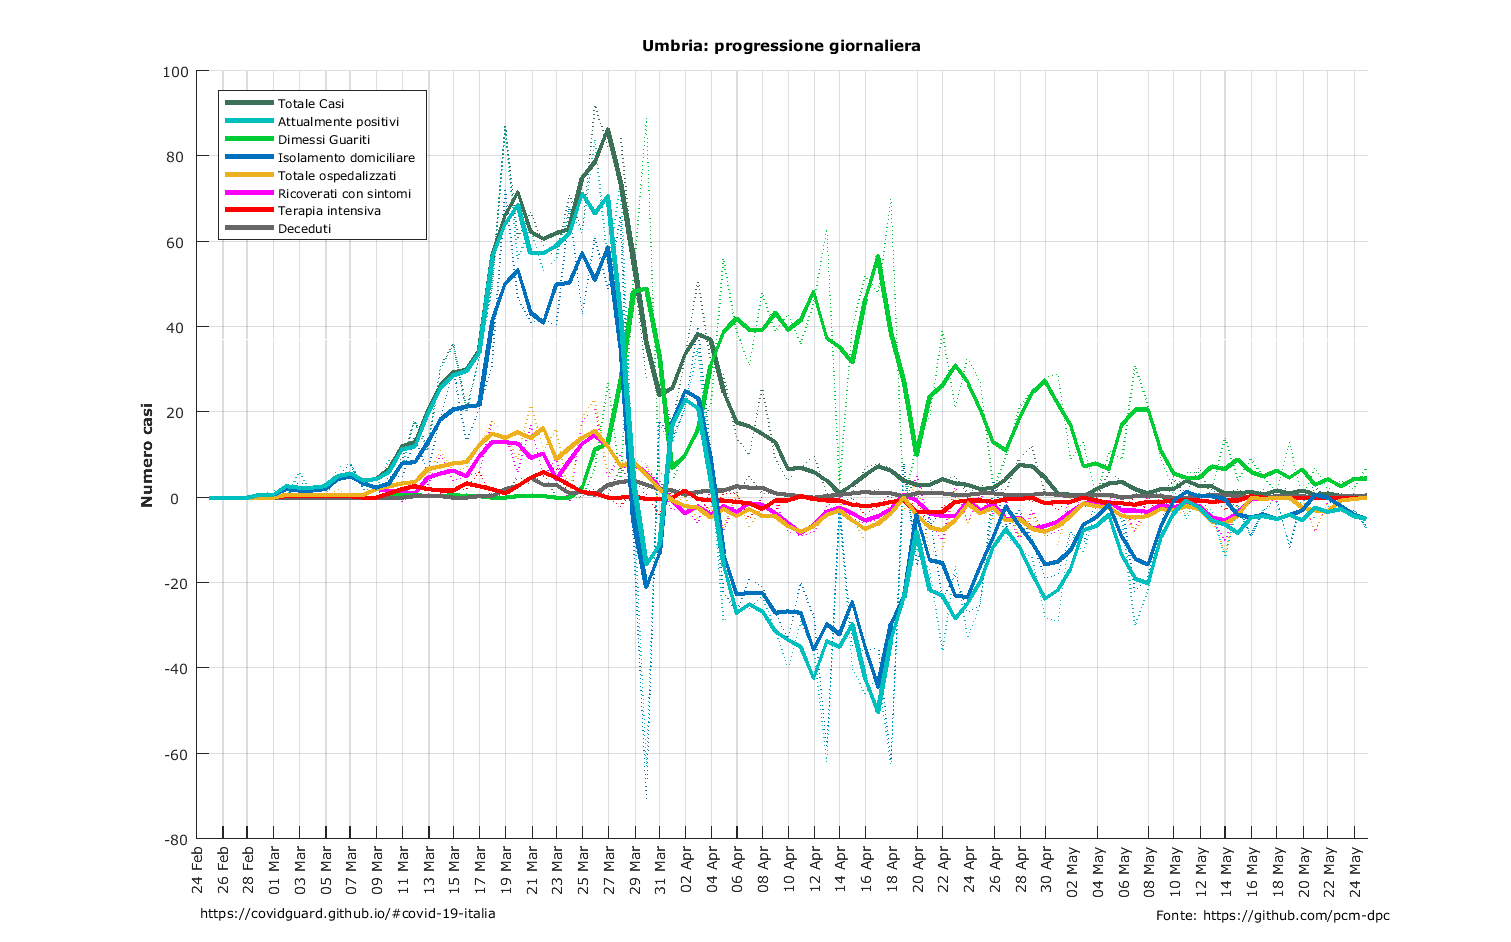 Umbria: progressione giornaliera
Numero casi
100
80
60
40
20
0
-20
-40
-60
-80
Totale Casi
Attualmente positivi
Dimessi Guariti
Isolamento domiciliare
Totale ospedalizzati
Ricoverati con sintomi
Terapia intensiva
Deceduti
24 Feb
26 Feb
28 Feb
01 Mar
03 Mar
05 Mar
07 Mar
09 Mar
11 Mar
13 Mar
15 Mar
17 Mar
19 Mar
21 Mar
23 Mar
25 Mar
27 Mar
29 Mar
31 Mar
02 Apr
04 Apr
06 Apr
08 Apr
10 Apr
12 Apr
14 Apr
16 Apr
18 Apr
20 Apr
22 Apr
24 Apr
26 Apr
28 Apr
30 Apr
02 May
04 May
06 May
08 May
10 May
12 May
14 May
16 May
18 May
20 May
22 May
24 May
https://covidguard.github.io/#covid-19-italia
Fonte: https://github.com/pcm-dpc